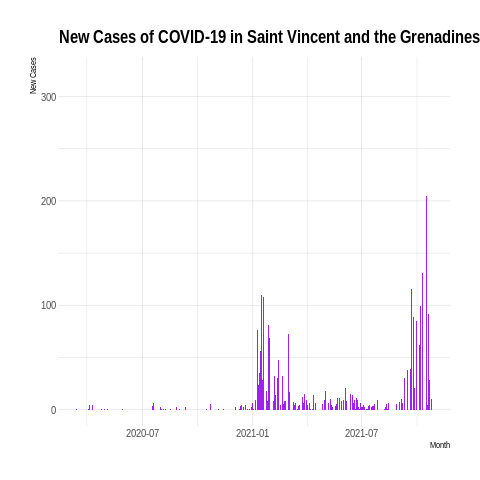 New Cases of COVID-19 in Saint Vincent and the Grenadines
New Cases
300
200
100
0
2020-07 2021-01 2021-07
Month